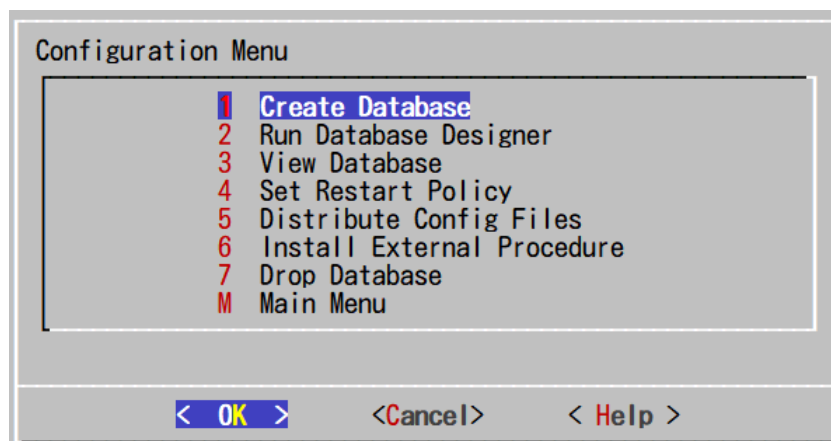 Configuration Menu
1 Create Database
2 Run Database Designer
3 View Database
4 Set Restart Policy
5 Distribute Config Files
6 Install External Procedure
7 Drop Database
M Main Menu
< OK > <Cancel> < Help >